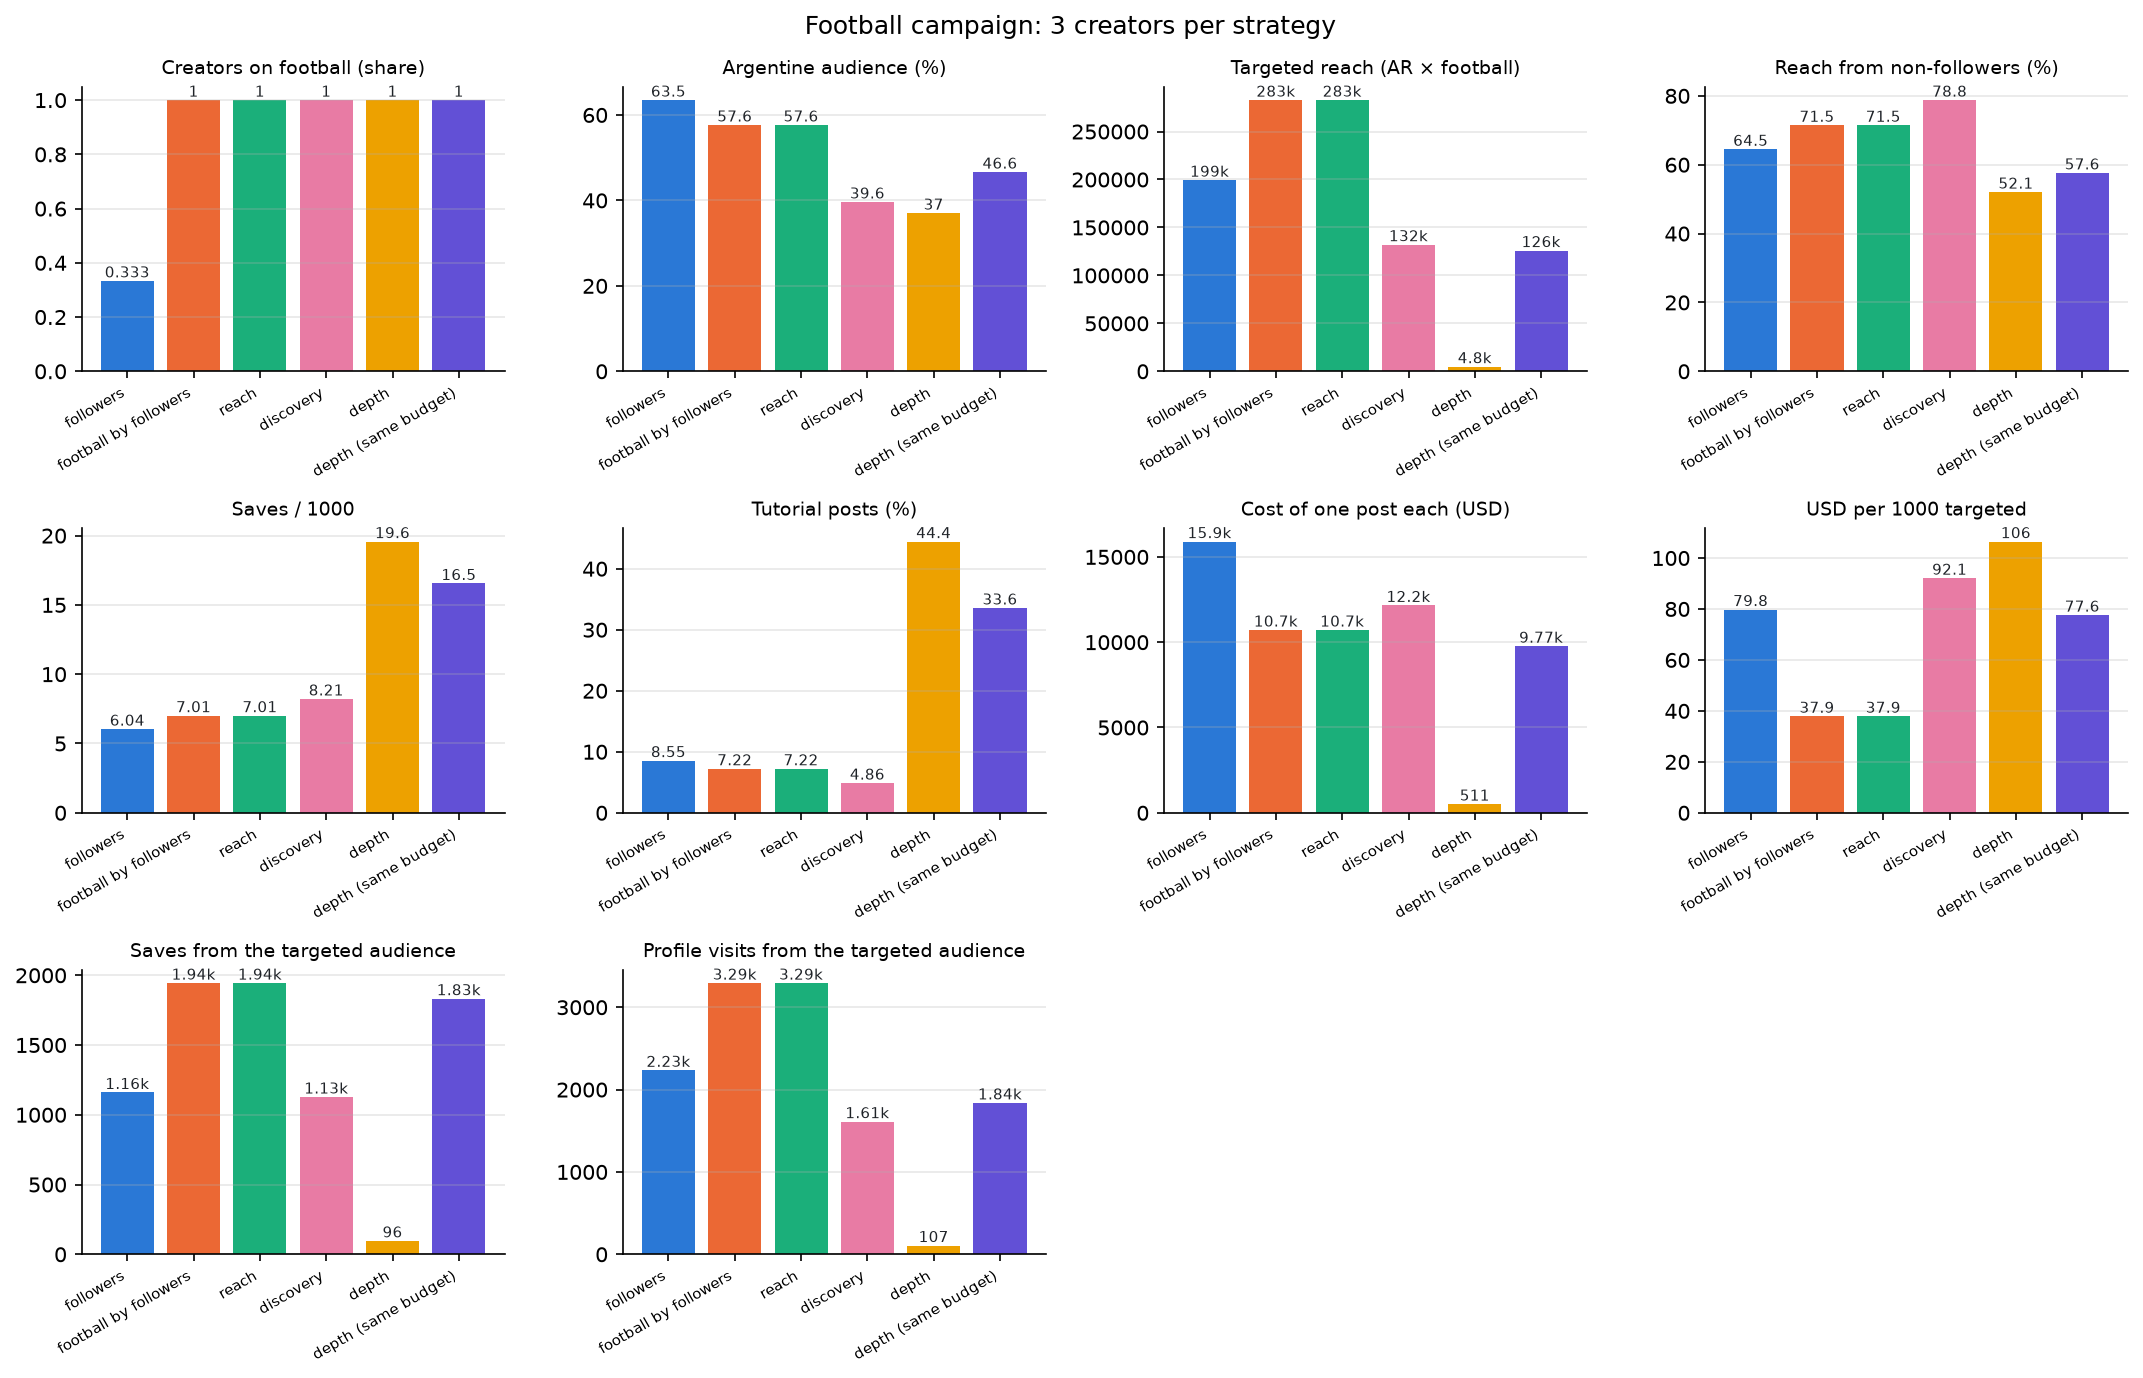 Football campaign: 3 creators per strategy
Creators on football (share)
1.0
0.8
0.6
0.4
0.2
0.0
0.333
1
1
1
1
1
followers
football by followers
reach
discovery
depth
depth (same budget)
Argentine audience (%)
60
40
20
0
63.5
57.6
57.6
39.6
37
46.6
followers
football by followers
reach
discovery
depth
depth (same budget)
Targeted reach (AR × football)
250000
200000
150000
100000
50000
0
199k
283k
283k
132k
4.8k
126k
followers
football by followers
reach
discovery
depth
depth (same budget)
Reach from non-followers (%)
80
60
40
20
0
64.5
71.5
71.5
78.8
52.1
57.6
followers
football by followers
reach
discovery
depth
depth (same budget)
Saves / 1000
20
15
10
5
0
6.04
7.01
7.01
8.21
19.6
16.5
followers
football by followers
reach
discovery
depth
depth (same budget)
Tutorial posts (%)
40
30
20
10
0
8.55
7.22
7.22
4.86
44.4
33.6
followers
football by followers
reach
discovery
depth
depth (same budget)
Cost of one post each (USD)
15000
10000
5000
0
15.9k
10.7k
10.7k
12.2k
511
9.77k
followers
football by followers
reach
discovery
depth
depth (same budget)
USD per 1000 targeted
100
80
60
40
20
0
79.8
37.9
37.9
92.1
106
77.6
followers
football by followers
reach
discovery
depth
depth (same budget)
Saves from the targeted audience
2000
1500
1000
500
0
1.16k
1.94k
1.94k
1.13k
96
1.83k
followers
football by followers
reach
discovery
depth
depth (same budget)
Profile visits from the targeted audience
3000
2000
1000
0
2.23k
3.29k
3.29k
1.61k
107
1.84k
followers
football by followers
reach
discovery
depth
depth (same budget)